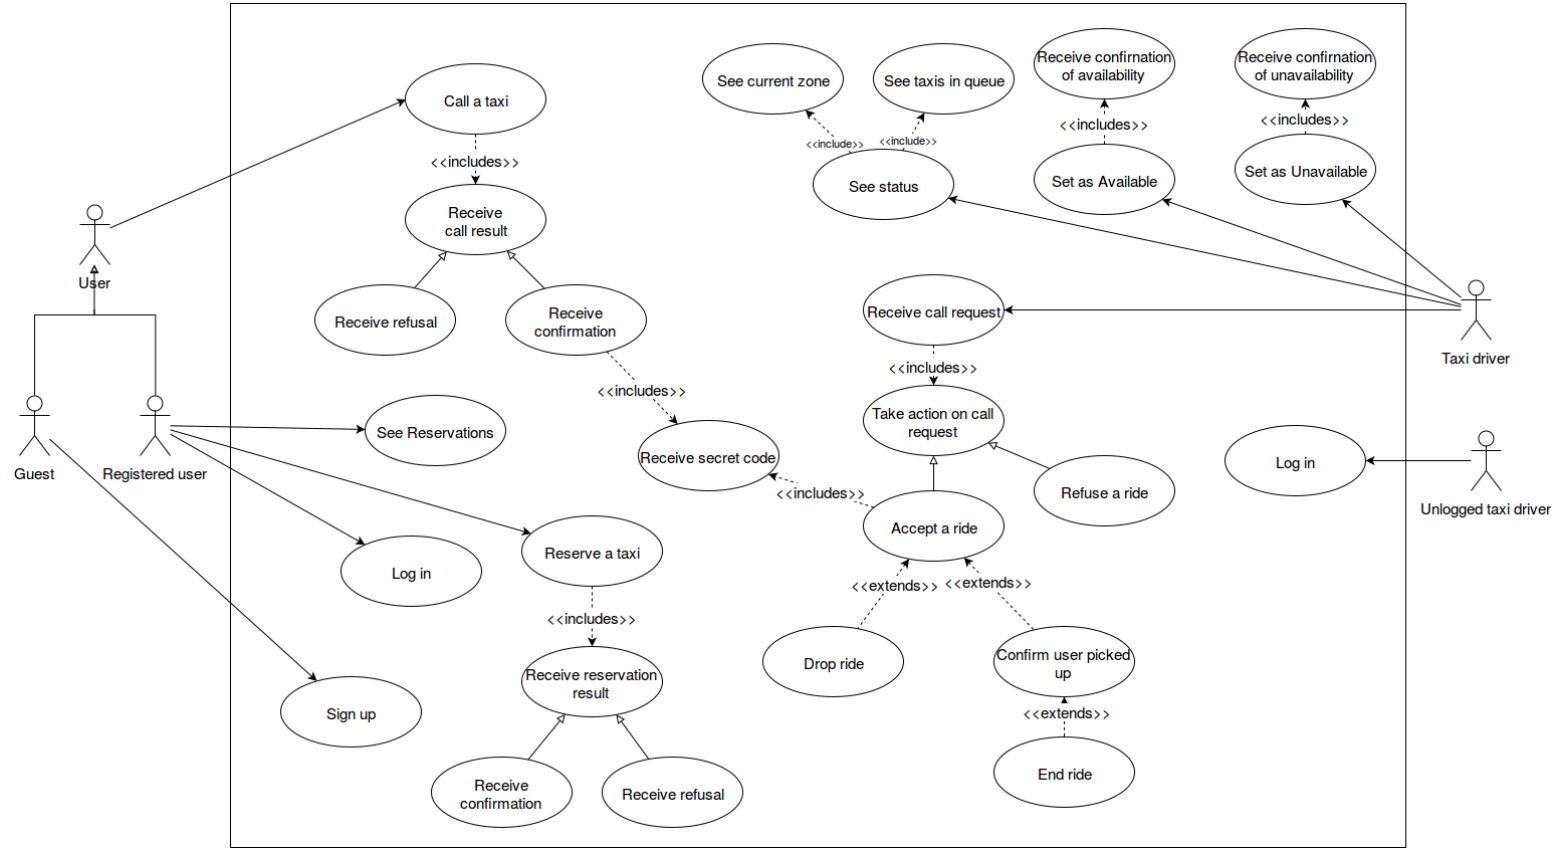 Call a taxi
<<includes>>
Receive
call result
Receive refusal
Receive
confirmation
<<includes>>
Receive secret code
User
Guest
Registered user
See Reservations
Log in
Reserve a taxi
<<includes>>
Receive reservation
result
Receive
confirmation
Receive refusal
Sign up
See current zone
See taxis in queue
<<include>>
<<include>>
See status
Receive confirnation
of availability
<<includes>>
Set as Available
Receive confirnation
of unavailability
<<includes>>
Set as Unavailable
Receive call request
<<includes>>
Take action on call
request
Refuse a ride
<<includes>>
Accept a ride
<<extends>>
<<extends>>
Drop ride
Confirm user picked
up
<<extends>>
End ride
Taxi driver
Log in
Unlogged taxi driver